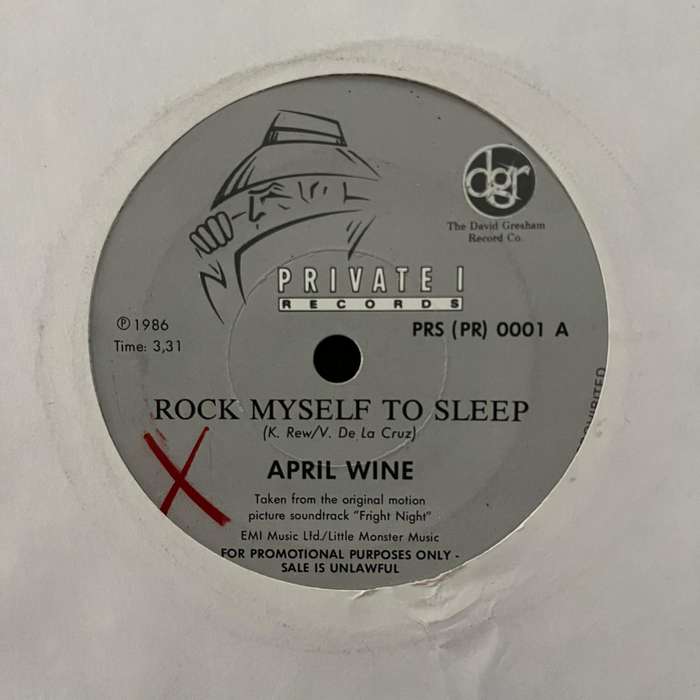 dgr
The David Gresham
Record Co.
PRIVATE I
RECORDS
℗ 1986
PRS (PR) 0001 A
Time: 3,31
ROCK MYSELF TO SLEEP
(K. Rew/V. De La Cruz)
APRIL WINE
Taken from the original motion
picture soundtrack "Fright Night"
EMI Music Ltd./Little Monster Music
FOR PROMOTIONAL PURPOSES ONLY -
SALE IS UNLAWFUL